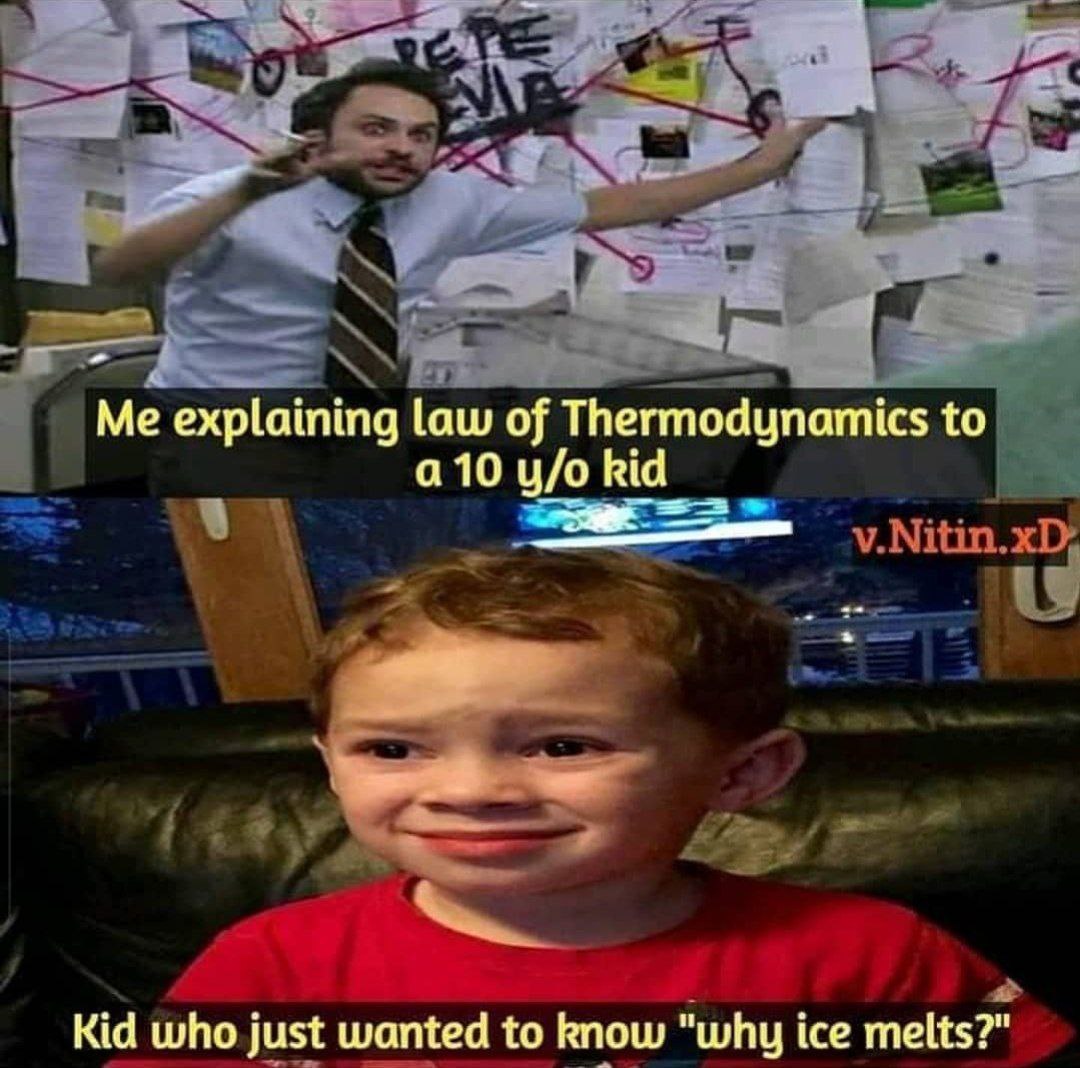 PEPE
SVIA
Me explaining law of Thermodynamics to
a 10 y/o kid
v.Nitin.xD
Kid who just wanted to know "why ice melts?"